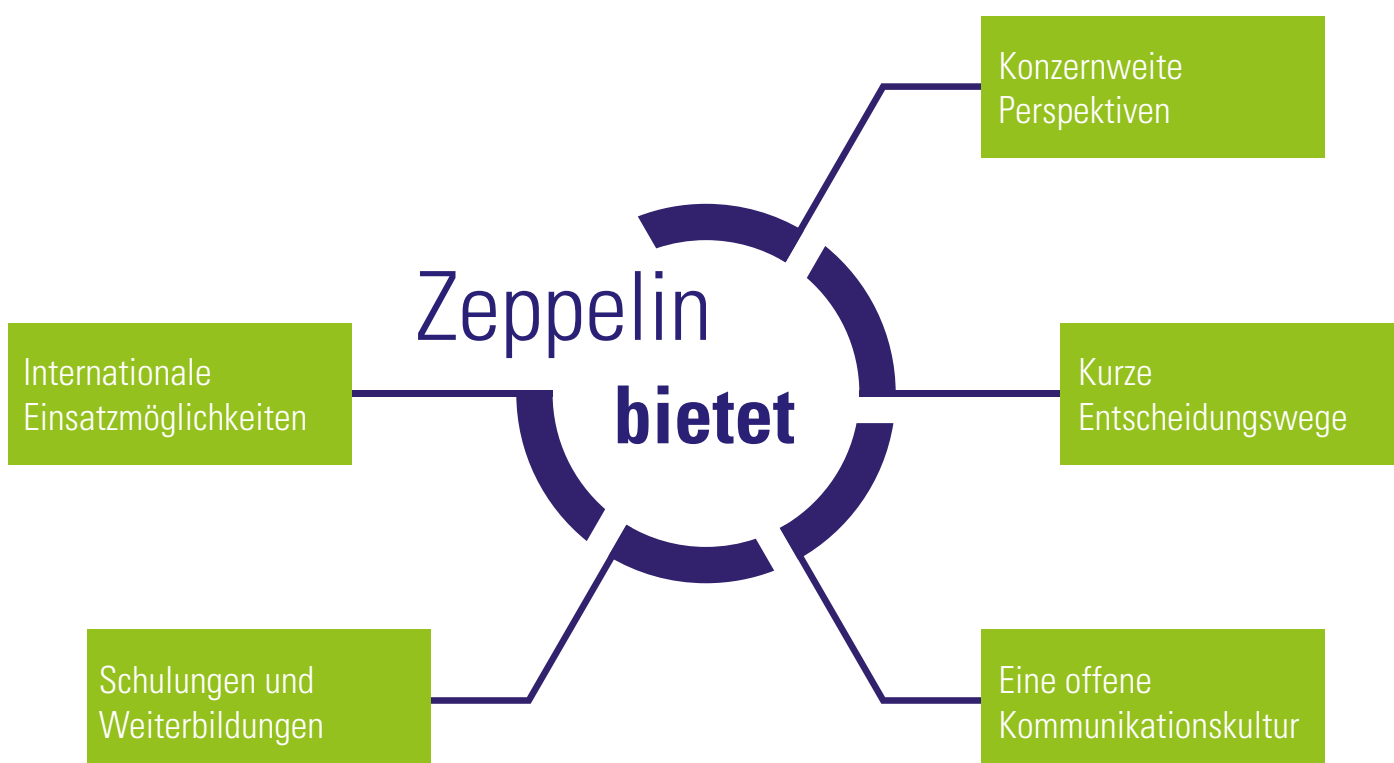 Zeppelin
bietet
Konzernweite
Perspektiven
Kurze
Entscheidungswege
Eine offene
Kommunikationskultur
Schulungen und
Weiterbildungen
Internationale
Einsatzmöglichkeiten